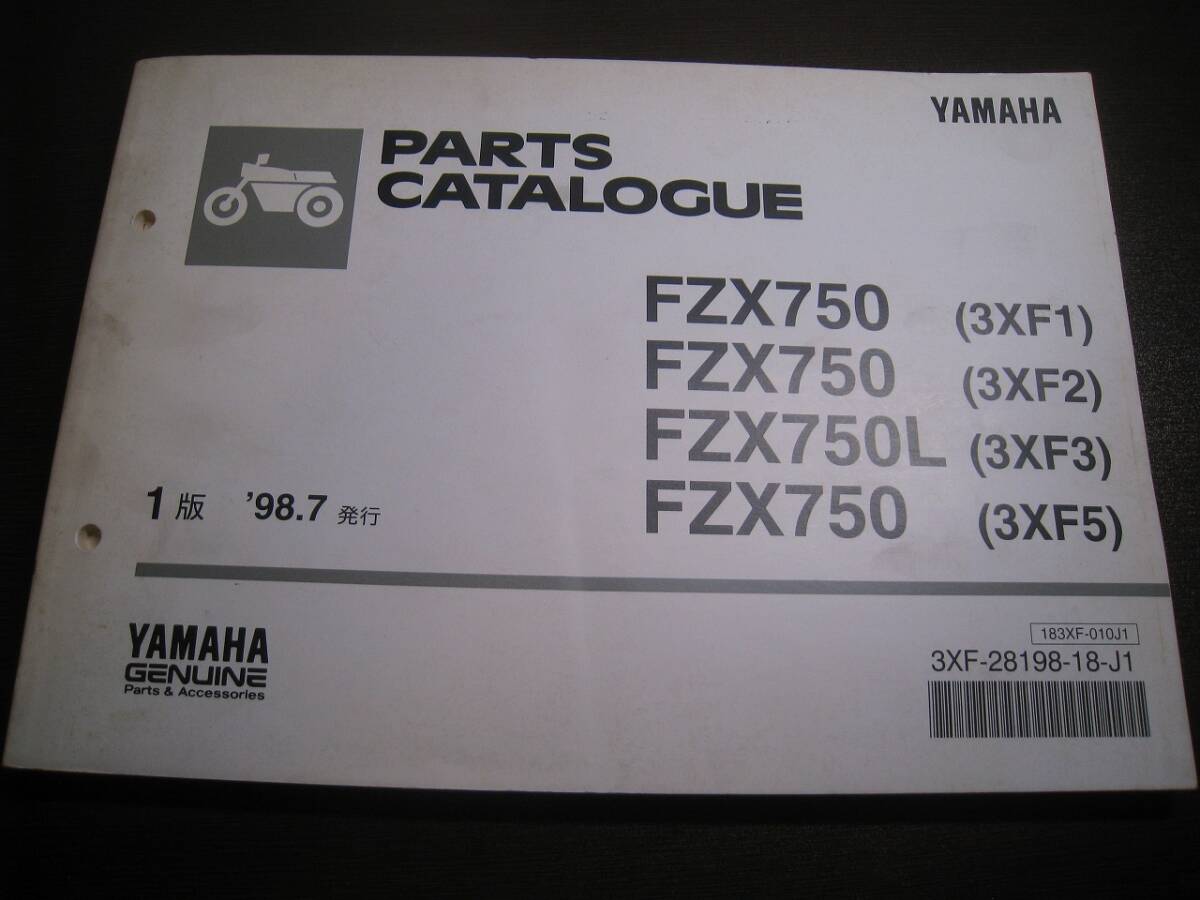 YAMAHA
PARTS
CATALOGUE
FZX750 (3XF1)
FZX750 (3XF2)
FZX750L (3XF3)
FZX750 (3XF5)
1版 '98.7 発行
YAMAHA
GENUINE
Parts & Accessories
183XF-010J1
3XF-28198-18-J1